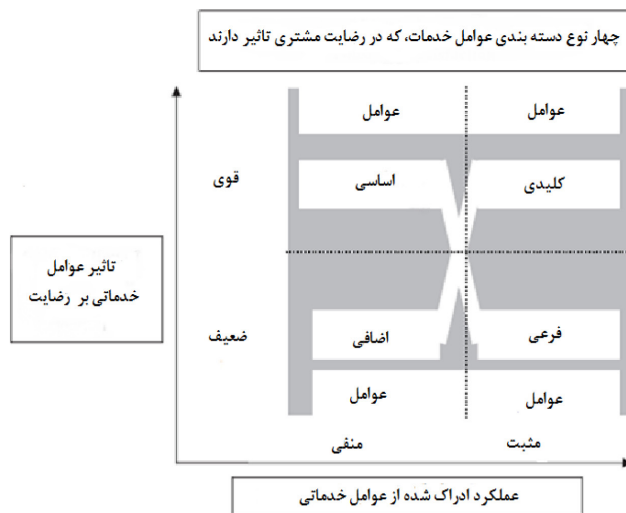 چهار نوع دسته بندی عوامل خدمات، که در رضایت مشتری تاثیر دارند
عوامل
عوامل
قوی
کلیدی
اساسی
تاثیر عوامل
خدماتی بر رضایت
ضعیف
فرعی
اضافی
عوامل
عوامل
مثبت
منفی
عملکرد ادراک شده از عوامل خدماتی